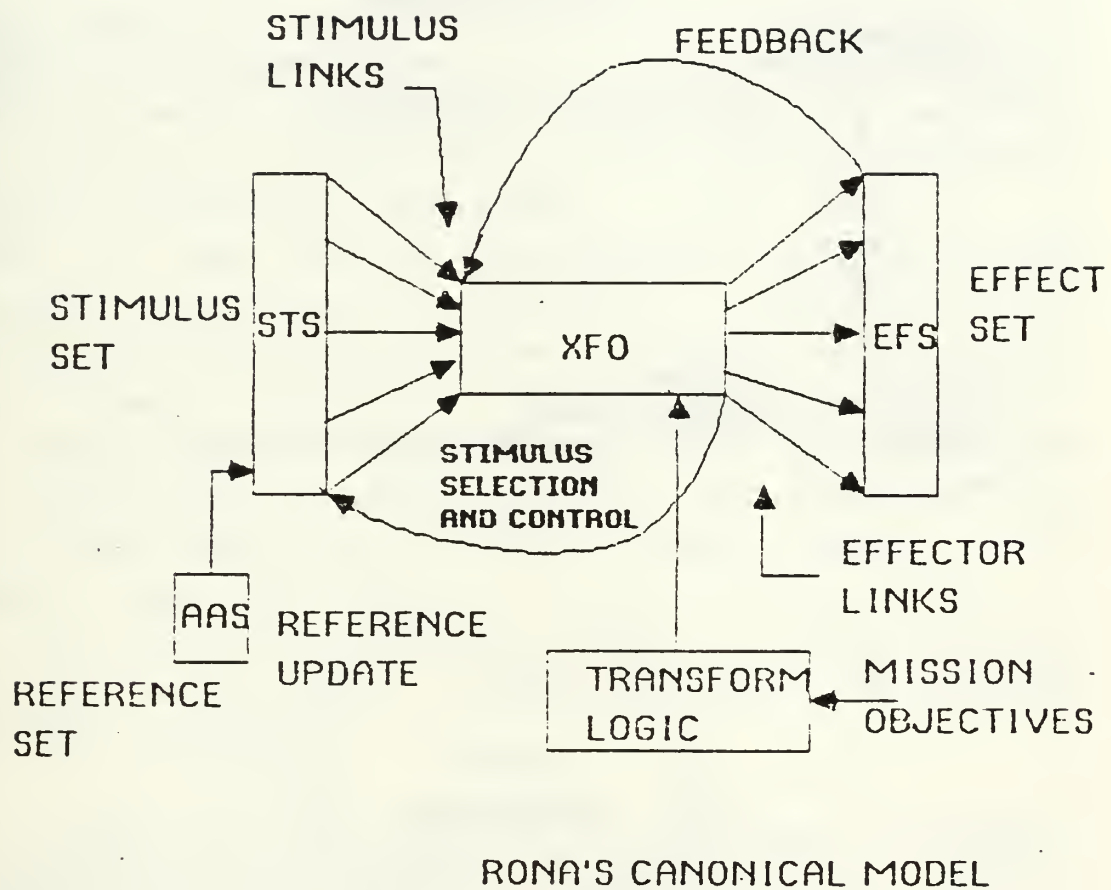 STIMULUS
LINKS
FEEDBACK
STIMULUS
SET
STS
XFO
EFS
EFFECT
SET
STIMULUS
SELECTION
AND CONTROL
EFFECTOR
LINKS
AAS
REFERENCE
UPDATE
REFERENCE
SET
TRANSFORM
LOGIC
MISSION
OBJECTIVES
RONA'S CANONICAL MODEL